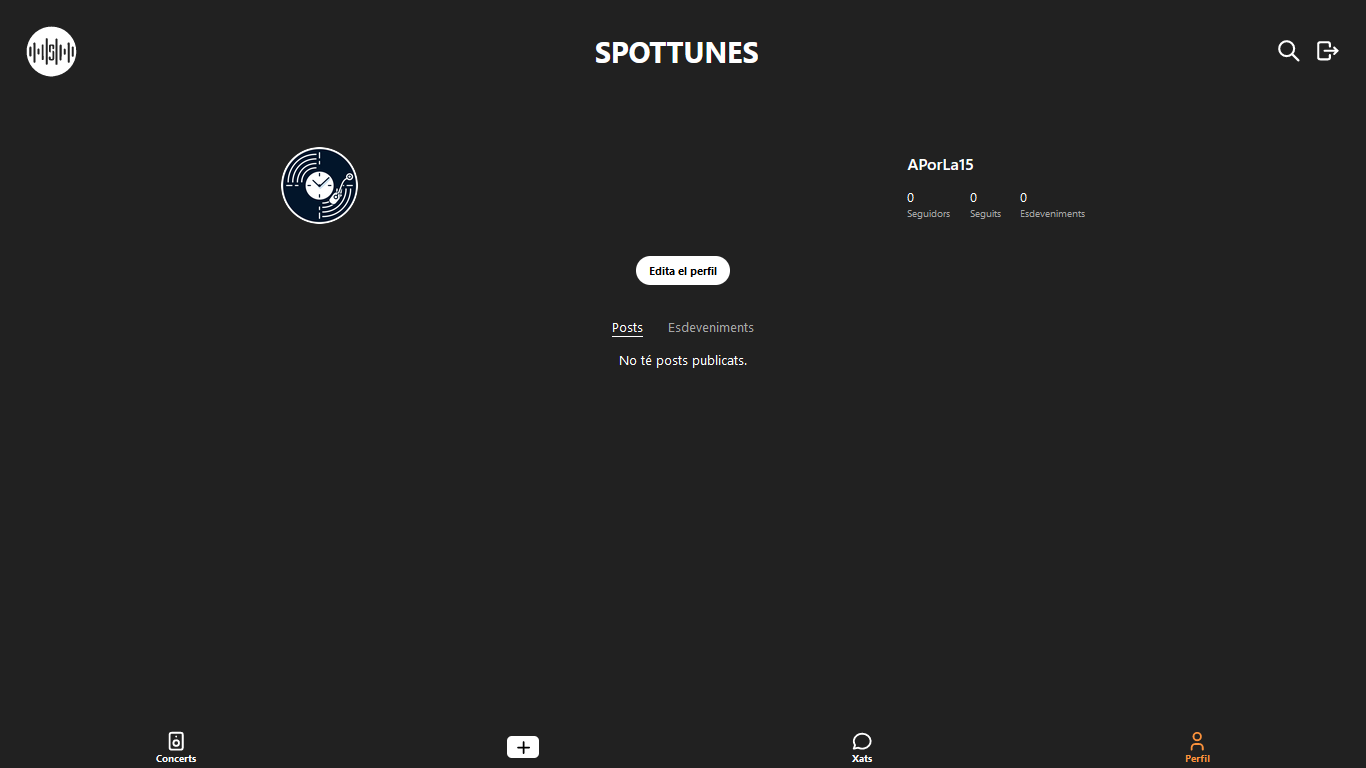 SPOTTUNES
APorLa15
0 0 0
Seguidors Seguits Esdeveniments
Edita el perfil
Posts Esdeveniments
No té posts publicats.
Concerts Xats Perfil